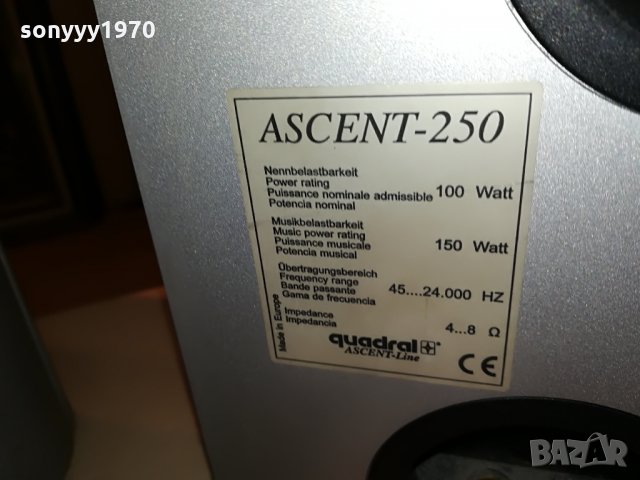 sonyyy1970
ASCENT-250
Nennbelastbarkeit
Power rating
Puissance nominale admissible 100 Watt
Potencia nominal
Musikbelastbarkeit
Music power rating
Puissance musicale 150 Watt
Potencia musical
Übertragungsbereich
Frequency range
Bande passante 45....24.000 HZ
Gama de frecuencia
Impedance
Impedancia 4...8 Ω
Made in Europe
quadral
ASCENT-Line
CE
BAZAR